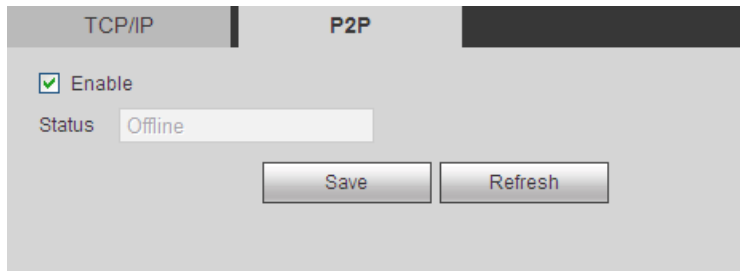 TCP/IP P2P
Enable
Status Offline
Save Refresh